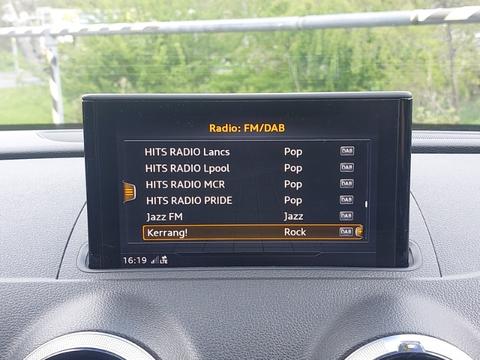 Radio: FM/DAB
HITS RADIO Lancs Pop DAB
HITS RADIO Lpool Pop DAB
HITS RADIO MCR Pop DAB
HITS RADIO PRIDE Pop DAB
Jazz FM Jazz DAB
Kerrang! Rock DAB
16:19 LTE